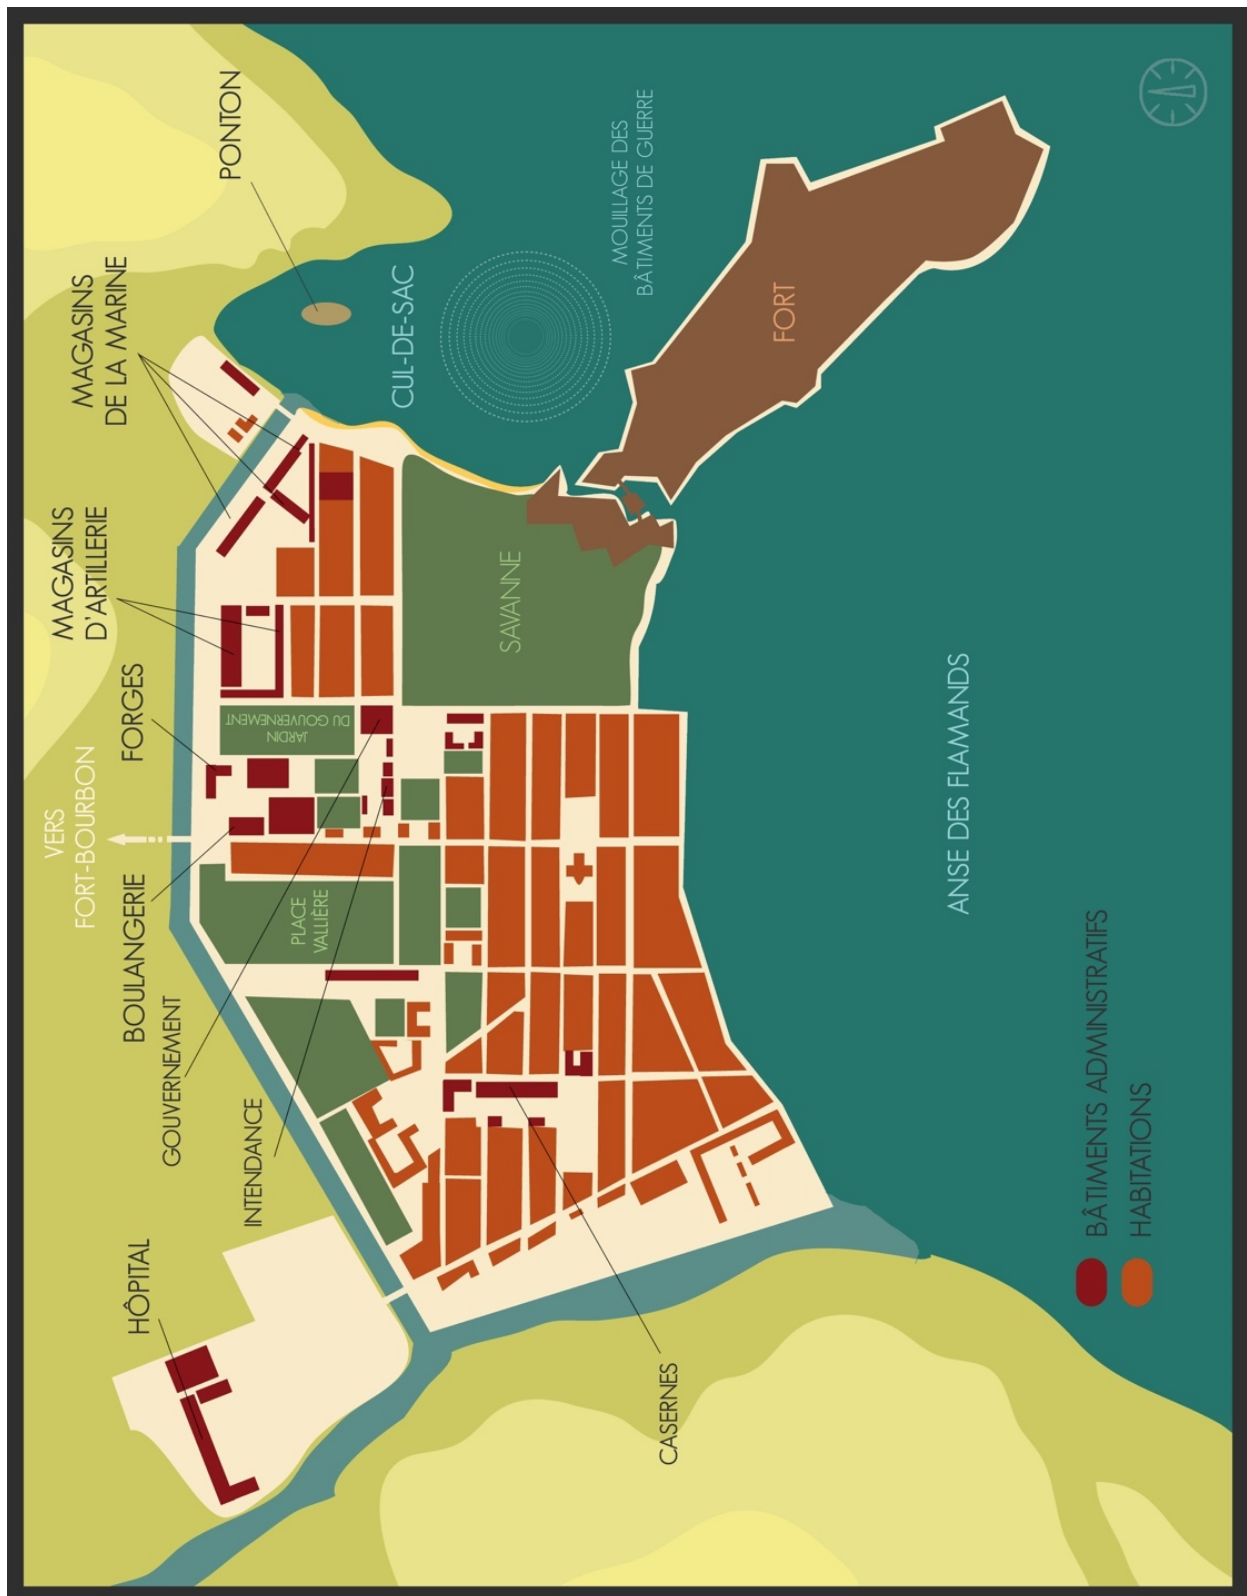 HÔPITAL
VERS
FORT-BOURBON
BOULANGERIE
FORGES
MAGASINS
D'ARTILLERIE
MAGASINS
DE LA MARINE
PONTON
GOUVERNEMENT
INTENDANCE
PLACE
VALLIÈRE
JARDIN
DU GOUVERNEMENT
CUL-DE-SAC
SAVANNE
MOUILLAGE DES
BÂTIMENTS DE GUERRE
CASERNES
FORT
ANSE DES FLAMANDS
BÂTIMENTS ADMINISTRATIFS
HABITATIONS